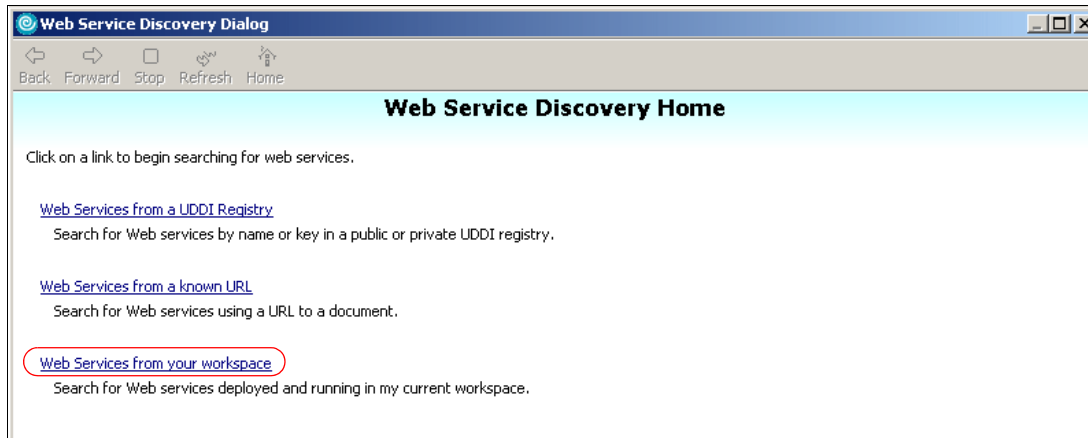 Web Service Discovery Dialog
Back Forward Stop Refresh Home
Web Service Discovery Home
Click on a link to begin searching for web services.
Web Services from a UDDI Registry
Search for Web services by name or key in a public or private UDDI registry.
Web Services from a known URL
Search for Web services using a URL to a document.
Web Services from your workspace
Search for Web services deployed and running in my current workspace.